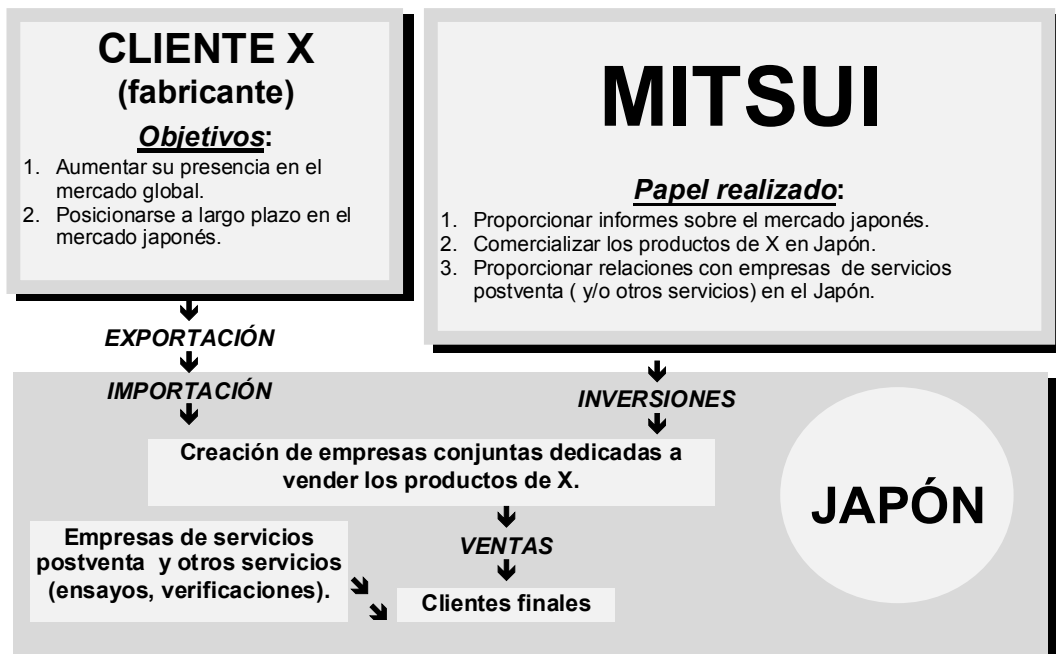 CLIENTE X
(fabricante)
Objetivos:
1. Aumentar su presencia en el
mercado global.
2. Posicionarse a largo plazo en el
mercado japonés.
MITSUI
Papel realizado:
1. Proporcionar informes sobre el mercado japonés.
2. Comercializar los productos de X en Japón.
3. Proporcionar relaciones con empresas de servicios
postventa ( y/o otros servicios) en el Japón.
EXPORTACIÓN
IMPORTACIÓN
INVERSIONES
Creación de empresas conjuntas dedicadas a
vender los productos de X.
JAPÓN
VENTAS
Empresas de servicios
postventa y otros servicios
(ensayos, verificaciones).
Clientes finales